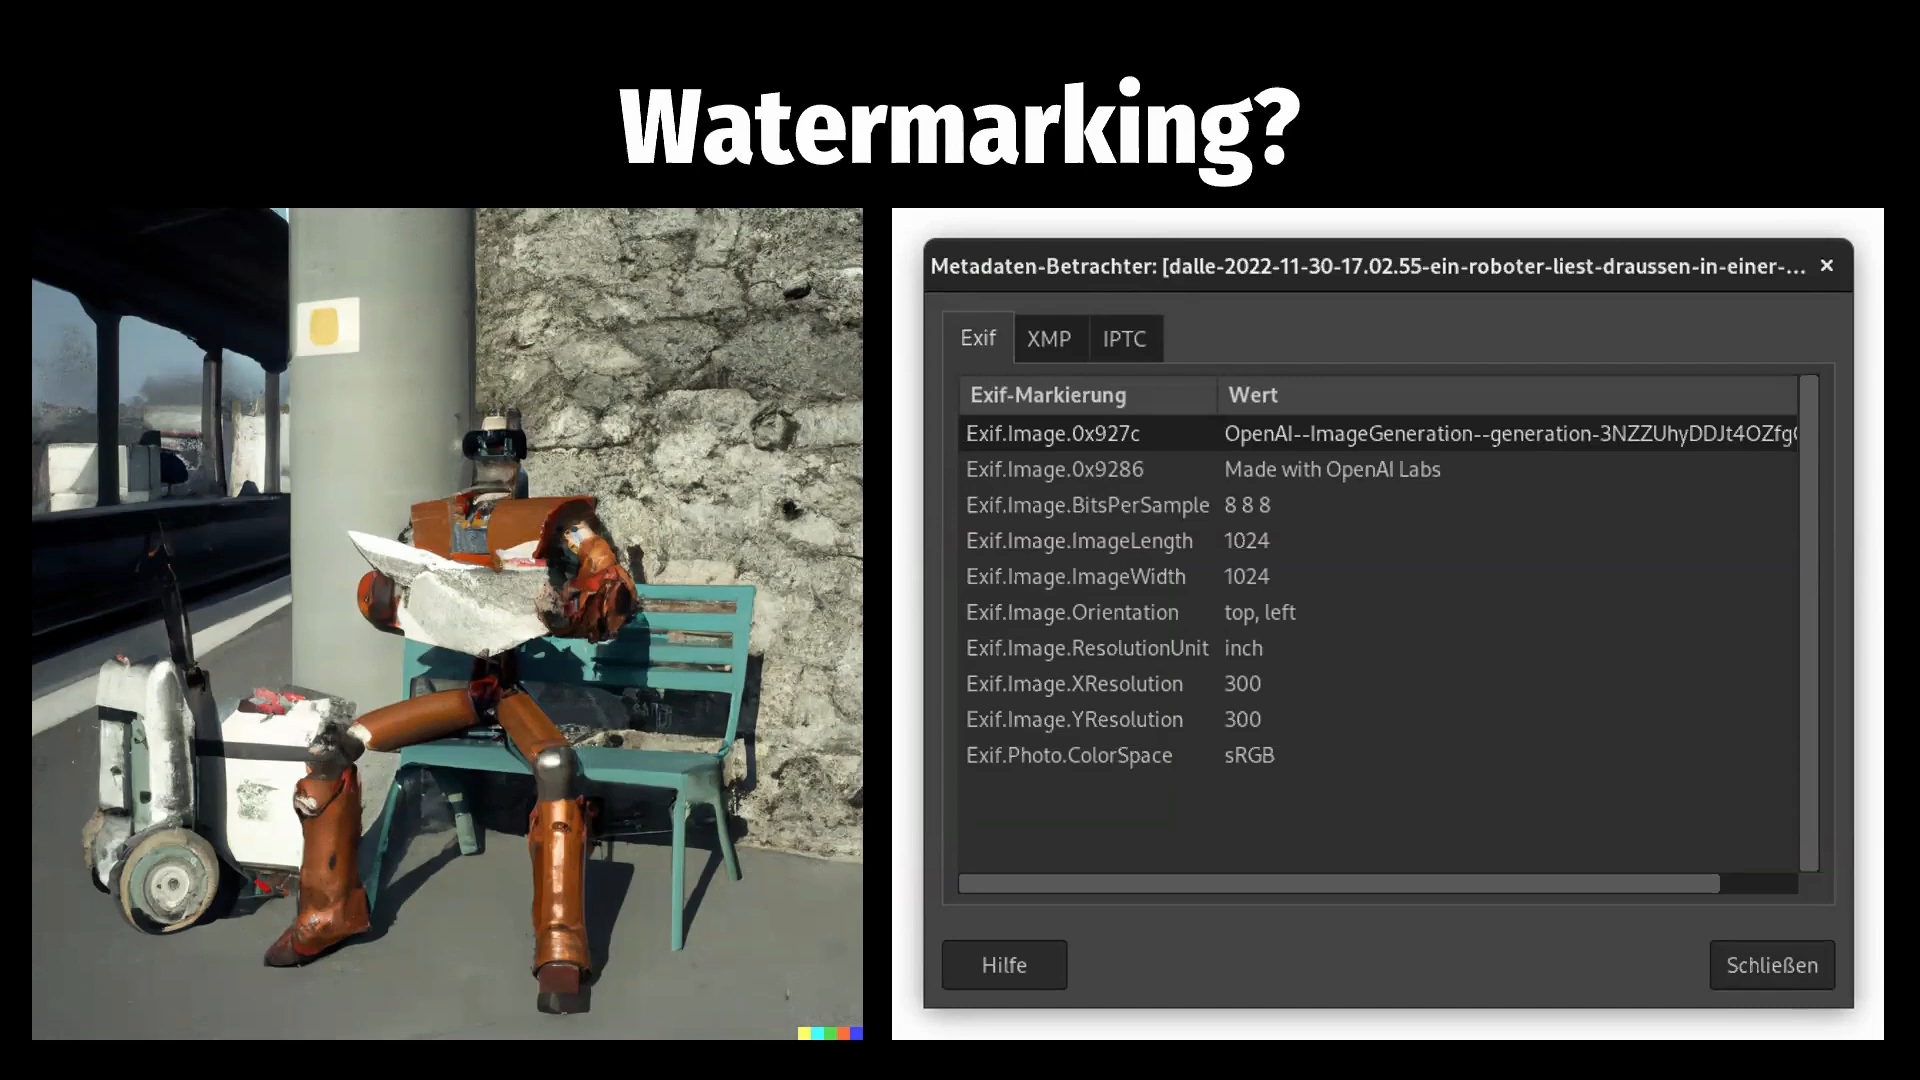 Watermarking?
Metadaten-Betrachter: [dalle-2022-11-30-17.02.55-ein-roboter-liest-draussen-in-einer-...
Exif XMP IPTC
Exif-Markierung Wert
Exif.Image.0x927c OpenAI--ImageGeneration--generation-3NZZUhyDDJt4OZfg
Exif.Image.0x9286 Made with OpenAI Labs
Exif.Image.BitsPerSample 8 8 8
Exif.Image.ImageLength 1024
Exif.Image.ImageWidth 1024
Exif.Image.Orientation top, left
Exif.Image.ResolutionUnit inch
Exif.Image.XResolution 300
Exif.Image.YResolution 300
Exif.Photo.ColorSpace sRGB
Hilfe Schließen